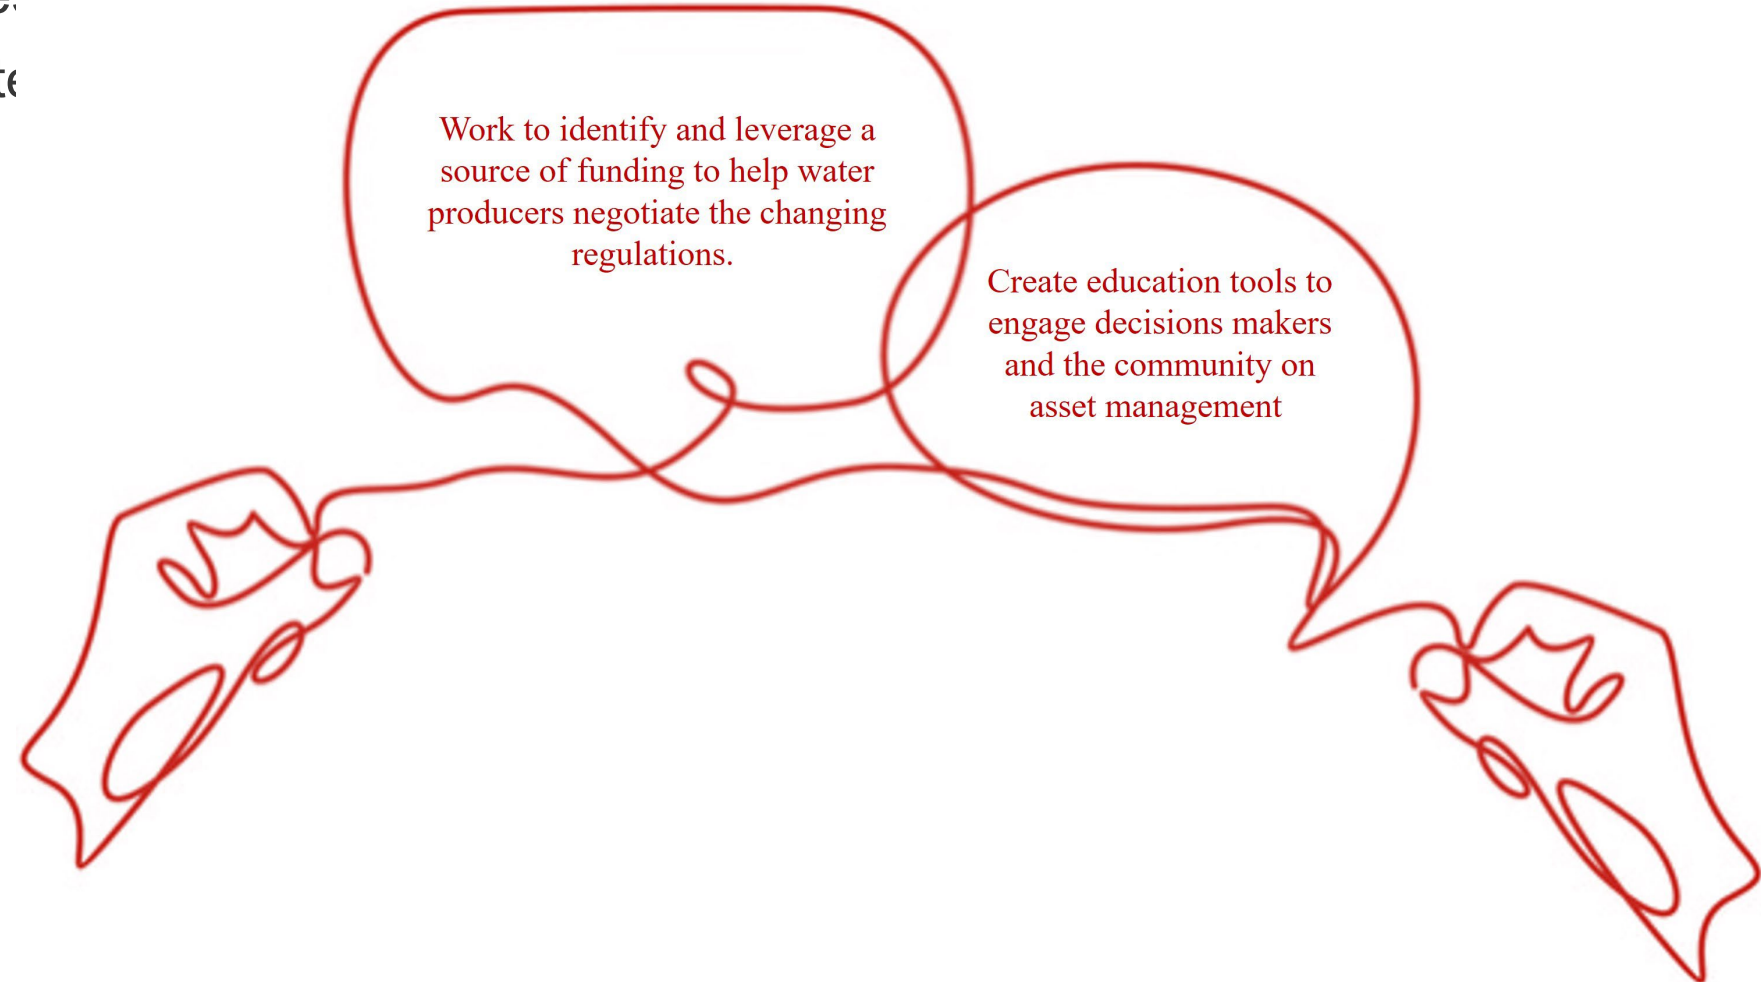 Work to identify and leverage a
source of funding to help water
producers negotiate the changing
regulations.
Create education tools to
engage decisions makers
and the community on
asset management